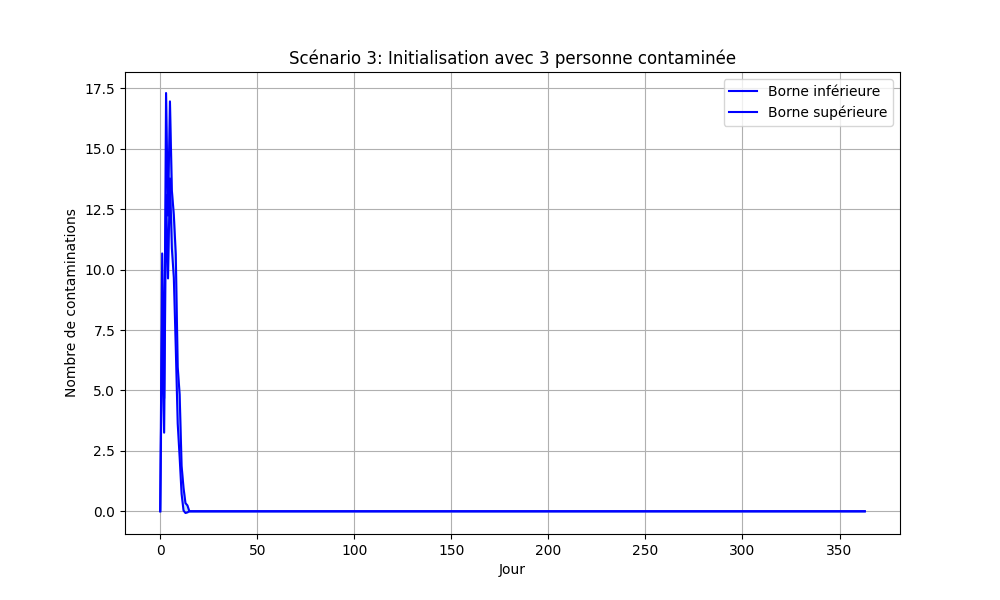 Scénario 3: Initialisation avec 3 personne contaminée
Borne inférieure
Borne supérieure
Nombre de contaminations
17.5
15.0
12.5
10.0
7.5
5.0
2.5
0.0
0 50 100 150 200 250 300 350
Jour